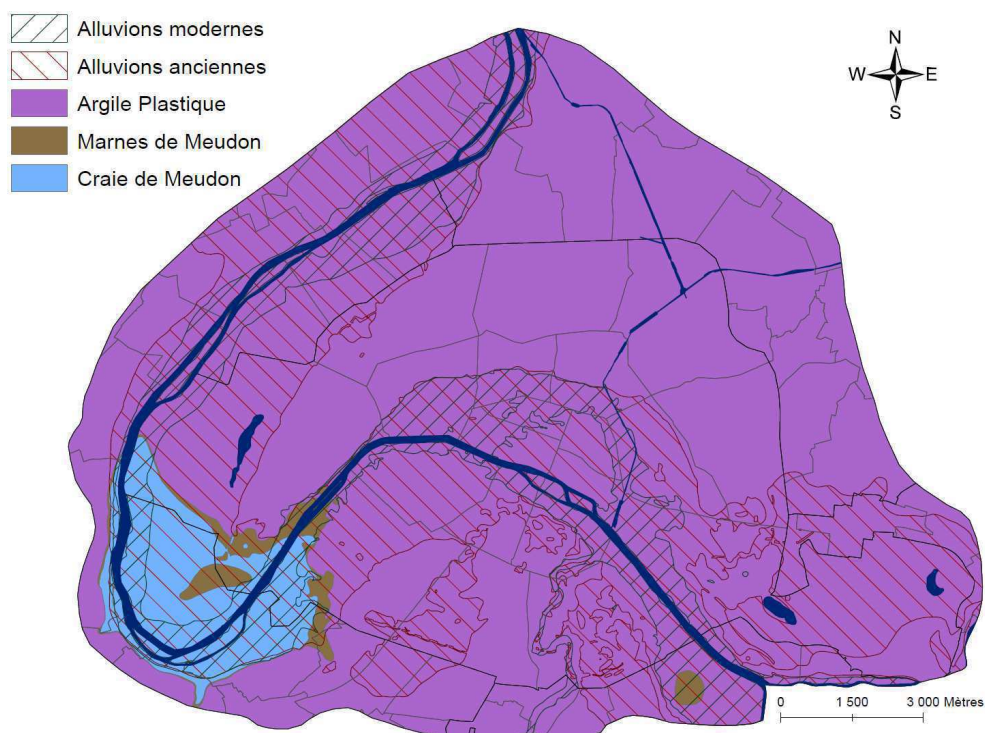 Alluvions modernes
Alluvions anciennes
Argile Plastique
Marnes de Meudon
Craie de Meudon
N
W E
S
0 1 500 3 000 Mètres